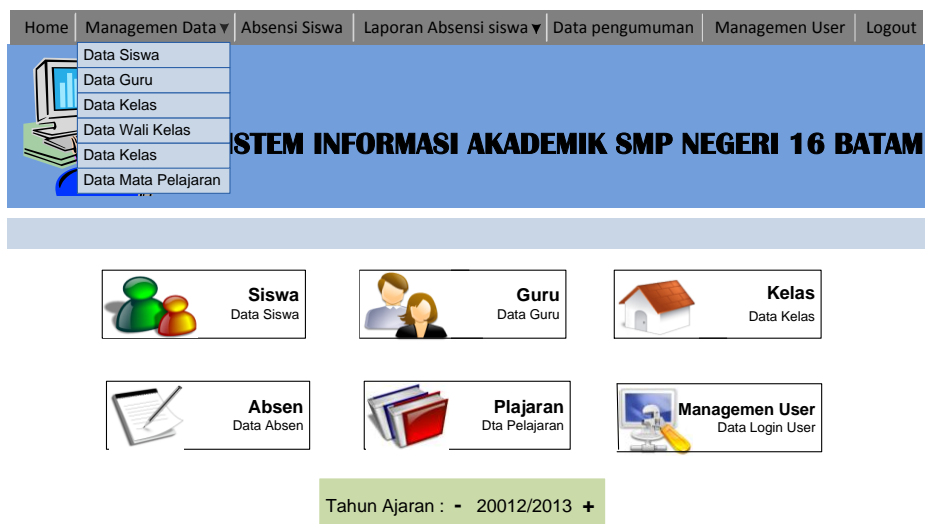 Home Managemen Data ▼ Absensi Siswa Laporan Absensi siswa ▼ Data pengumuman Managemen User Logout
Data Siswa
Data Guru
Data Kelas
Data Wali Kelas
Data Kelas
Data Mata Pelajaran
ISTEM INFORMASI AKADEMIK SMP NEGERI 16 BATAM
Siswa
Data Siswa
Guru
Data Guru
Kelas
Data Kelas
Absen
Data Absen
Plajaran
Dta Pelajaran
Managemen User
Data Login User
Tahun Ajaran : - 20012/2013 +